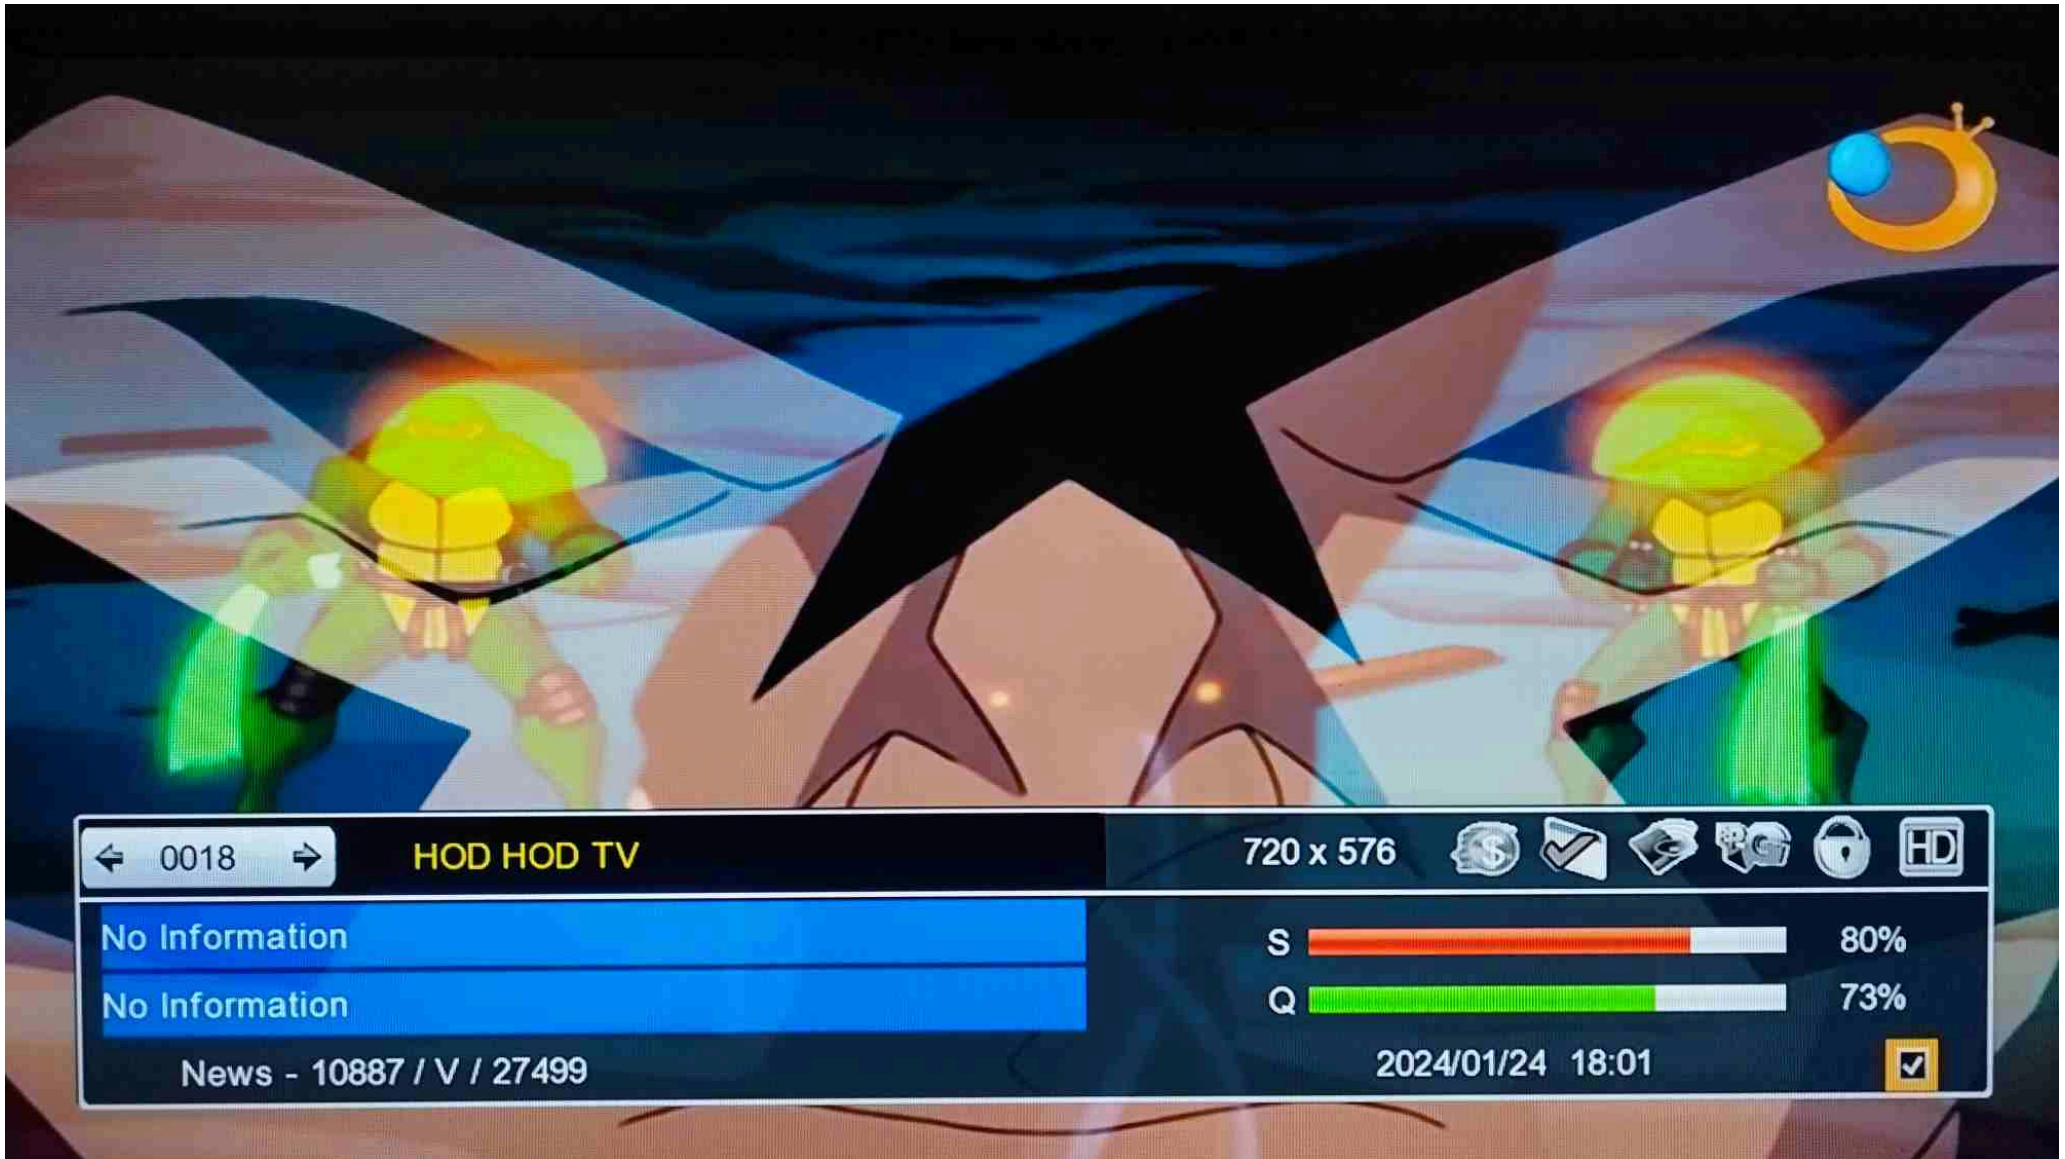 0018 HOD HOD TV 720 x 576 $ HD
No Information S 80%
No Information Q 73%
News - 10887 / V / 27499 2024/01/24 18:01